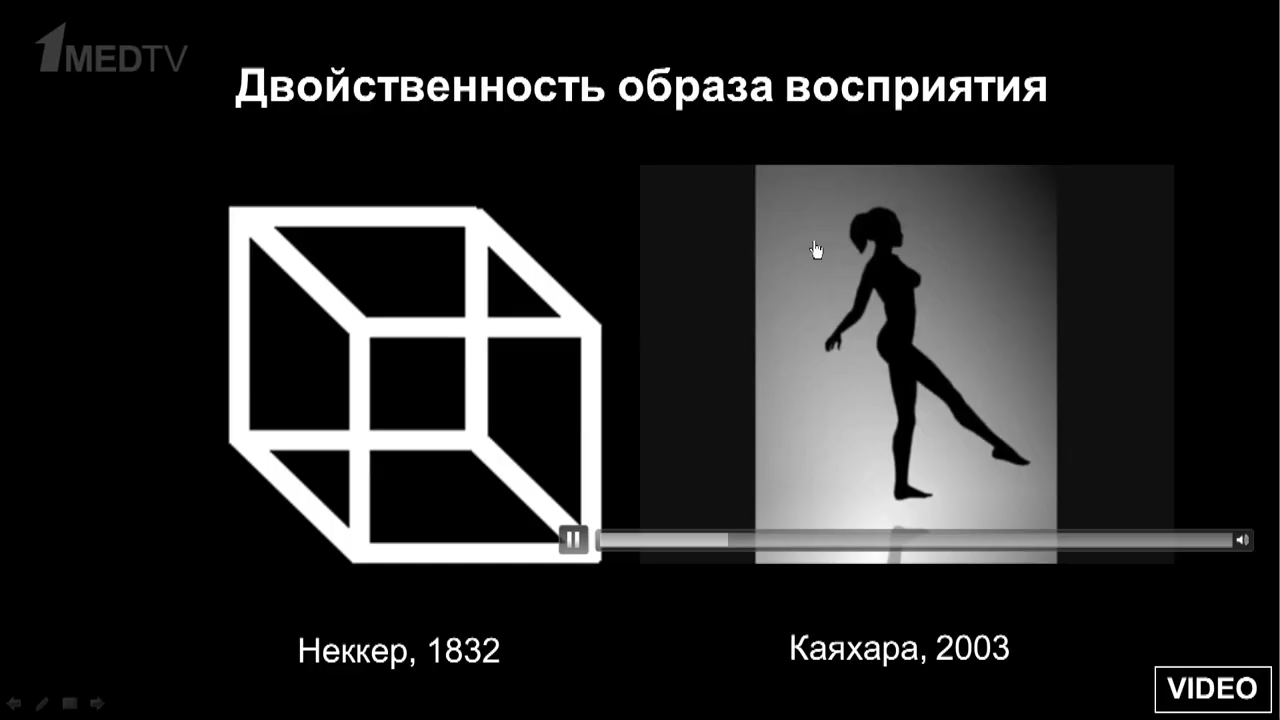 1MEDTV
Двойственность образа восприятия
Неккер, 1832
Каяхара, 2003
VIDEO